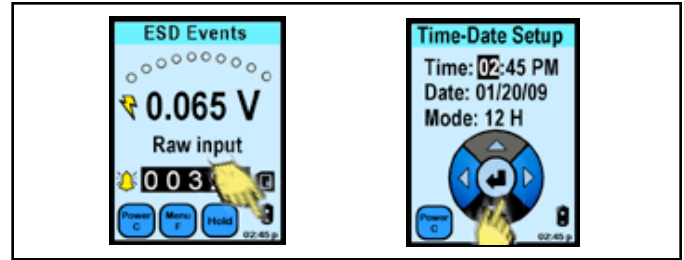 ESD Events
0.065 V
Raw input
003
Power
C
Menu
F
Hold
02:45 p
Time-Date Setup
Time: 02:45 PM
Date: 01/20/09
Mode: 12 H
Power
C
02:45 p